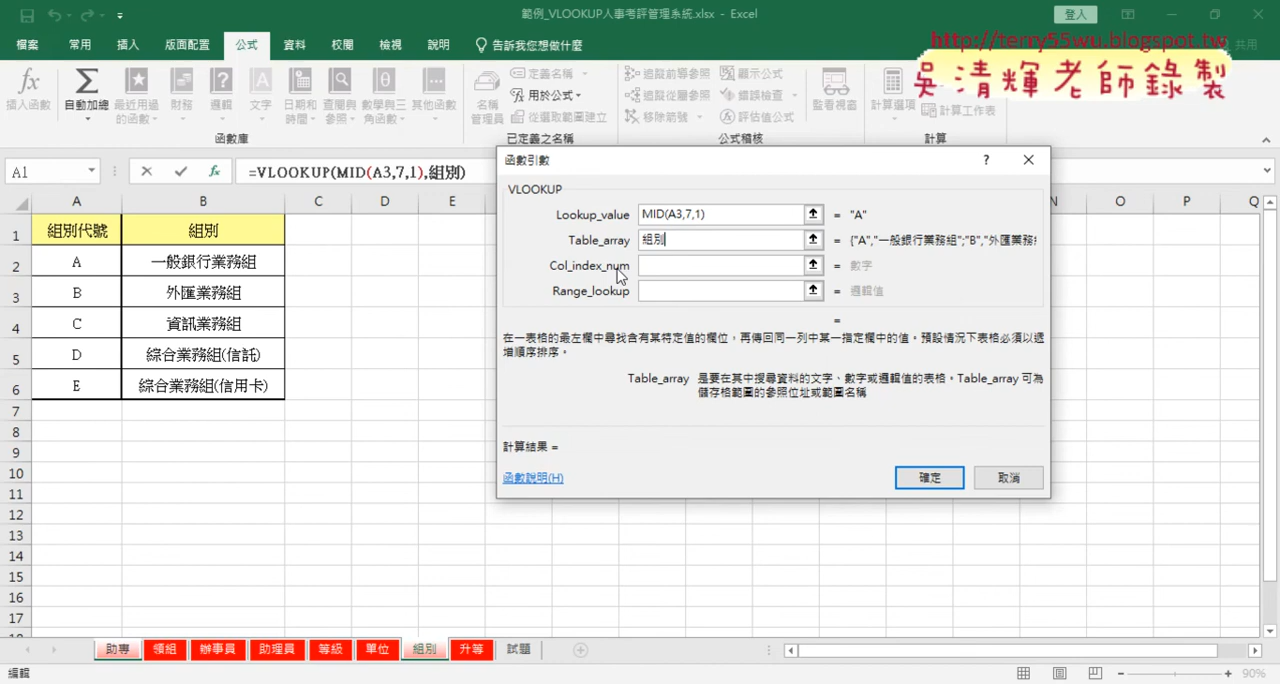 範例_VLOOKUP人事考評管理系統.xlsx - Excel
登入
檔案 常用 插入 版面配置 公式 資料 校閱 檢視 說明 告訴我您想做什麼 共用
http://terry55wu.blogspot.tw
吳清輝老師錄製
插入函數 自動加總 最近用過的函數 財務 邏輯 文字 日期和時間 查閱與參照 數學與三角函數 其他函數
函數庫
名稱管理員 定義名稱 用於公式 從選取範圍建立
已定義之名稱
追蹤前導參照 追蹤從屬參照 移除箭號 顯示公式 錯誤檢查 評估值公式
公式稽核
監看視窗
計算選項 計算工作表
計算
A1 =VLOOKUP(MID(A3,7,1),組別)
A B C D E N O P Q
1 組別代號 組別
2 A 一般銀行業務組
3 B 外匯業務組
4 C 資訊業務組
5 D 綜合業務組(信託)
6 E 綜合業務組(信用卡)
7
8
9
10
11
12
13
14
15
16
17
函數引數 ?
VLOOKUP
Lookup_value MID(A3,7,1) = "A"
Table_array 組別 = {"A","一般銀行業務組";"B","外匯業務
Col_index_num = 數字
Range_lookup = 邏輯值
=
在一表格的最左欄中尋找含有某特定值的欄位，再傳回同一列中某一指定欄中的值。預設情況下表格必須以遞
增順序排序。
Table_array 是要在其中搜尋資料的文字、數字或邏輯值的表格。Table_array 可為
儲存格範圍的參照位址或範圍名稱
計算結果 =
函數說明(H) 確定 取消
助專 領組 辦事員 助理員 等級 單位 組別 升等 試題
編輯 90%